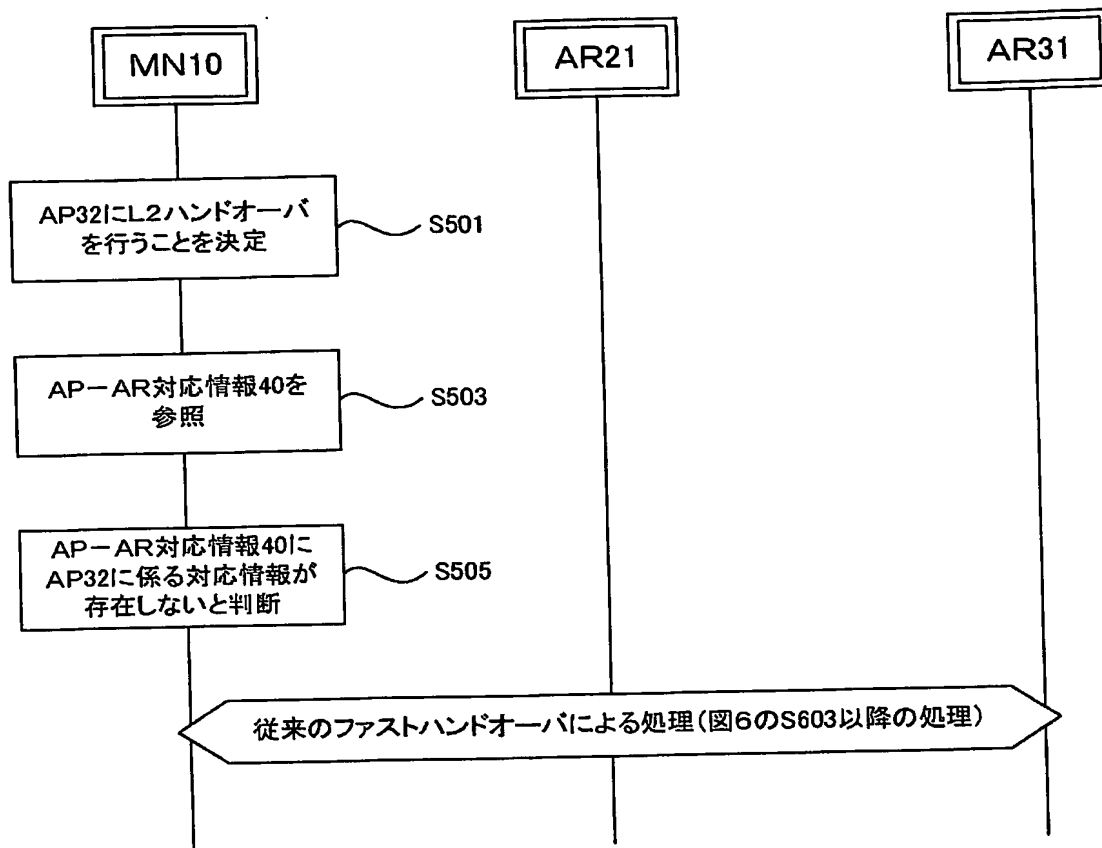 MN10
AR21
AR31
AP32にL2ハンドオーバ
を行うことを決定
S501
AP－AR対応情報40を
参照
S503
AP－AR対応情報40に
AP32に係る対応情報が
存在しないと判断
S505
従来のファストハンドオーバによる処理(図6のS603以降の処理)